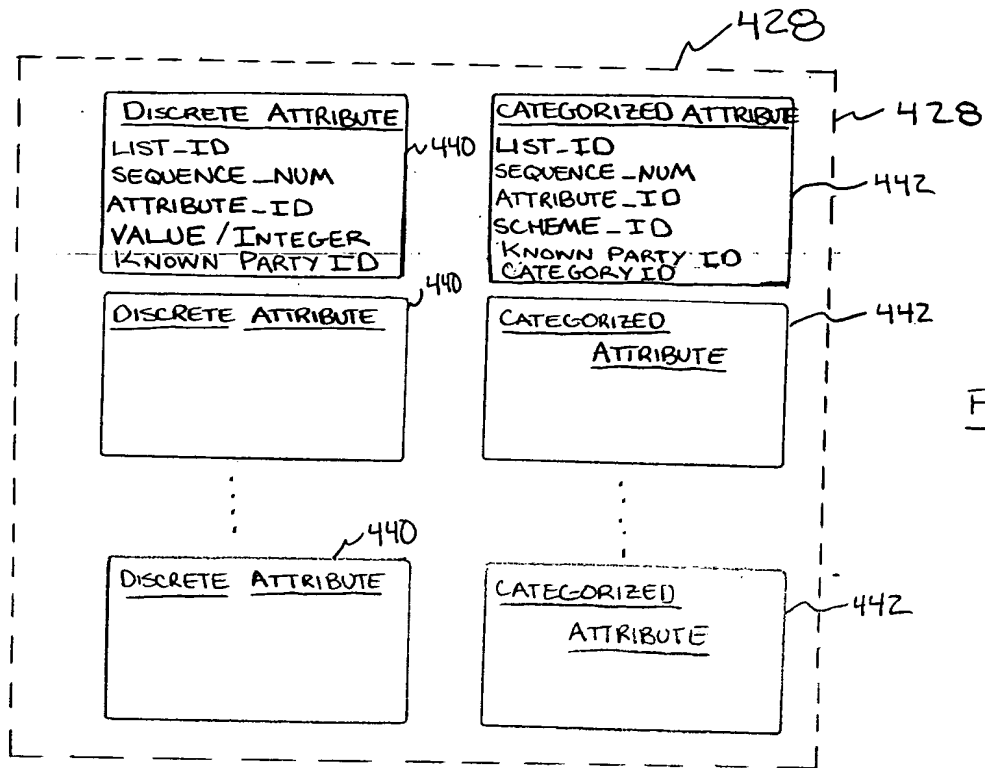 428
428
DISCRETE ATTRIBUTE
LIST_ID
SEQUENCE_NUM
ATTRIBUTE_ID
VALUE / INTEGER
KNOWN PARTY ID
440
CATEGORIZED ATTRIBUTE
LIST_ID
SEQUENCE_NUM
ATTRIBUTE_ID
SCHEME_ID
KNOWN PARTY ID
CATEGORY ID
442
DISCRETE ATTRIBUTE
440
CATEGORIZED
ATTRIBUTE
442
F
DISCRETE ATTRIBUTE
440
CATEGORIZED
ATTRIBUTE
442